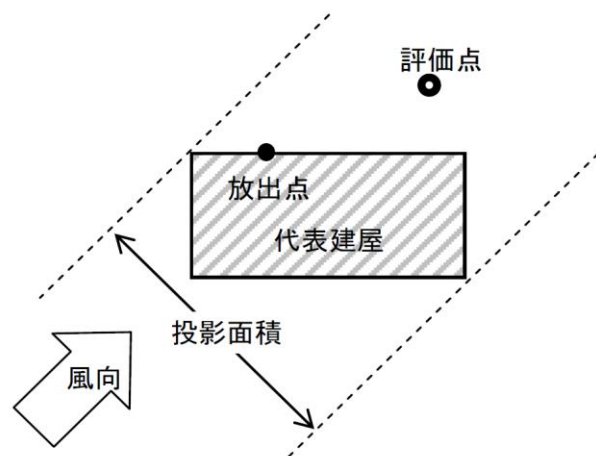 評価点
放出点
代表建屋
投影面積
風向